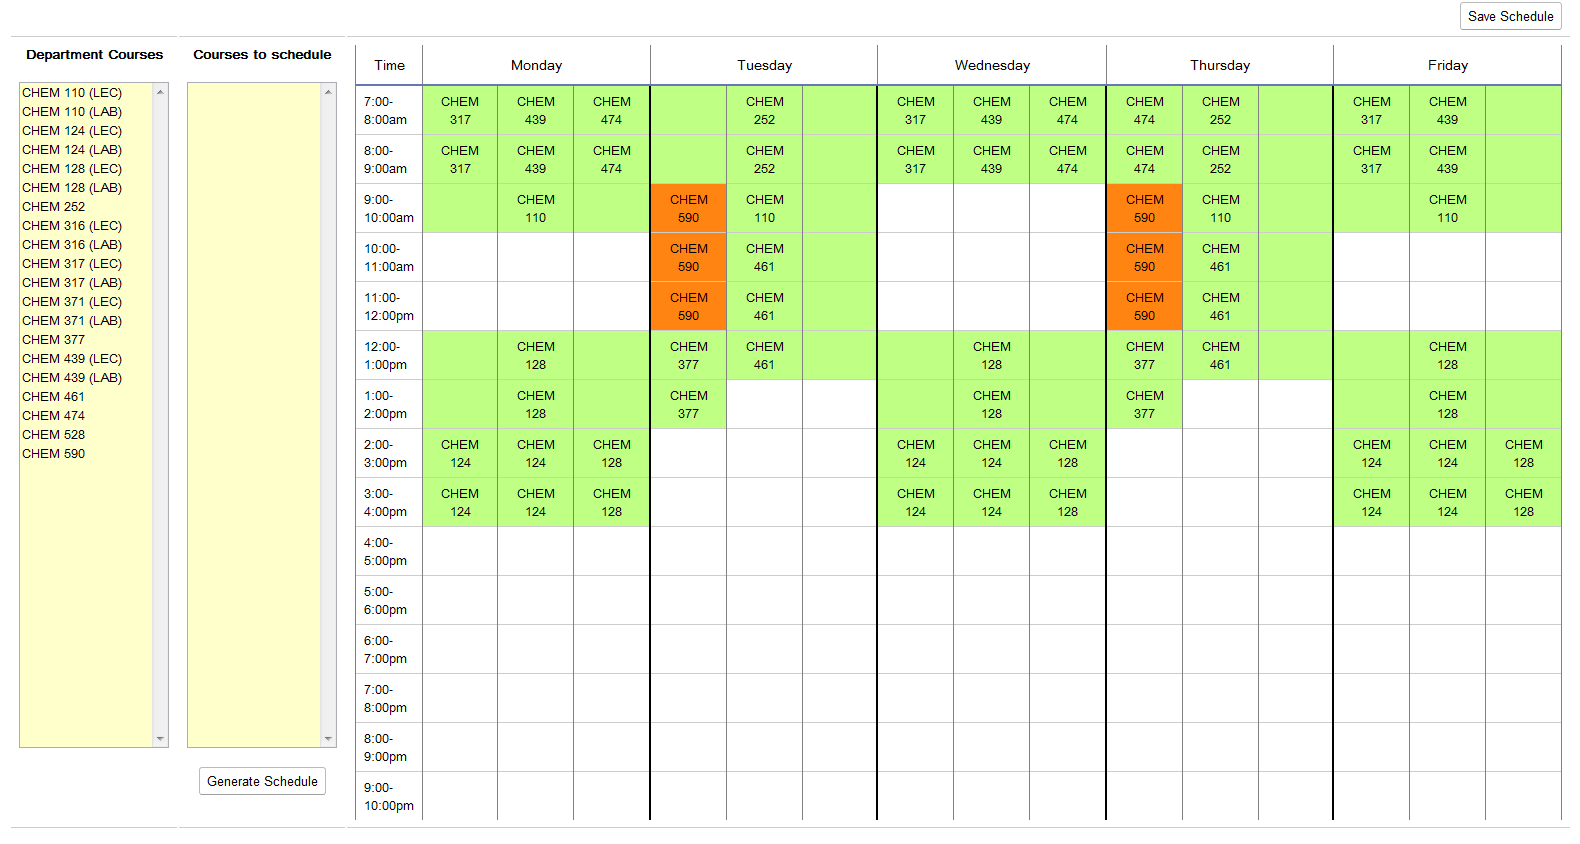 Save Schedule
Department Courses
CHEM 110 (LEC)
CHEM 110 (LAB)
CHEM 124 (LEC)
CHEM 124 (LAB)
CHEM 128 (LEC)
CHEM 128 (LAB)
CHEM 252
CHEM 316 (LEC)
CHEM 316 (LAB)
CHEM 317 (LEC)
CHEM 317 (LAB)
CHEM 371 (LEC)
CHEM 371 (LAB)
CHEM 377
CHEM 439 (LEC)
CHEM 439 (LAB)
CHEM 461
CHEM 474
CHEM 528
CHEM 590
Courses to schedule
Generate Schedule
Time Monday Tuesday Wednesday Thursday Friday
7:00- CHEM CHEM CHEM CHEM CHEM CHEM CHEM CHEM CHEM CHEM CHEM
8:00am 317 439 474 252 317 439 474 474 252 317 439
8:00- CHEM CHEM CHEM CHEM CHEM CHEM CHEM CHEM CHEM CHEM CHEM
9:00am 317 439 474 252 317 439 474 474 252 317 439
9:00- CHEM CHEM CHEM CHEM CHEM CHEM
10:00am 110 590 110 590 110 110
10:00- CHEM CHEM CHEM CHEM
11:00am 590 461 590 461
11:00- CHEM CHEM CHEM CHEM
12:00pm 590 461 590 461
12:00- CHEM CHEM CHEM CHEM CHEM CHEM CHEM
1:00pm 128 377 461 128 377 461 128
1:00- CHEM CHEM CHEM CHEM CHEM
2:00pm 128 377 128 377 128
2:00- CHEM CHEM CHEM CHEM CHEM CHEM CHEM CHEM CHEM
3:00pm 124 124 128 124 124 128 124 124 128
3:00- CHEM CHEM CHEM CHEM CHEM CHEM CHEM CHEM CHEM
4:00pm 124 124 128 124 124 128 124 124 128
4:00-
5:00pm
5:00-
6:00pm
6:00-
7:00pm
7:00-
8:00pm
8:00-
9:00pm
9:00-
10:00pm